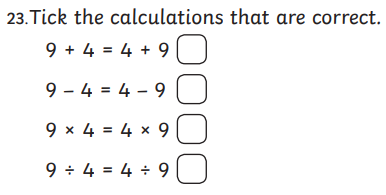 23.Tick the calculations that are correct.
9 + 4 = 4 + 9
9 – 4 = 4 – 9
9 × 4 = 4 × 9
9 ÷ 4 = 4 ÷ 9